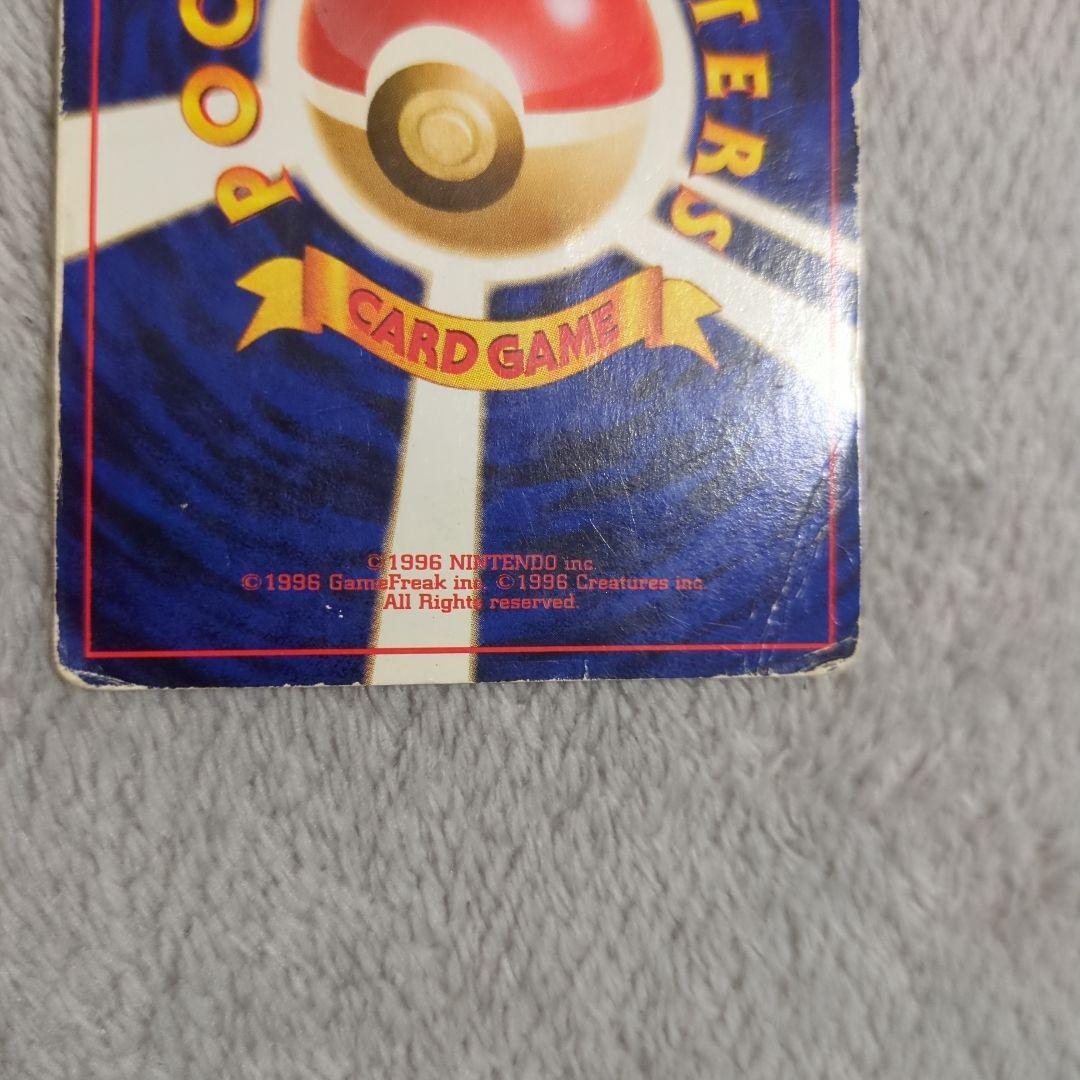 POC
TERS
CARD GAME
©1996 NINTENDO inc.
©1996 GameFreak inc. ©1996 Creatures inc.
All Rights reserved.